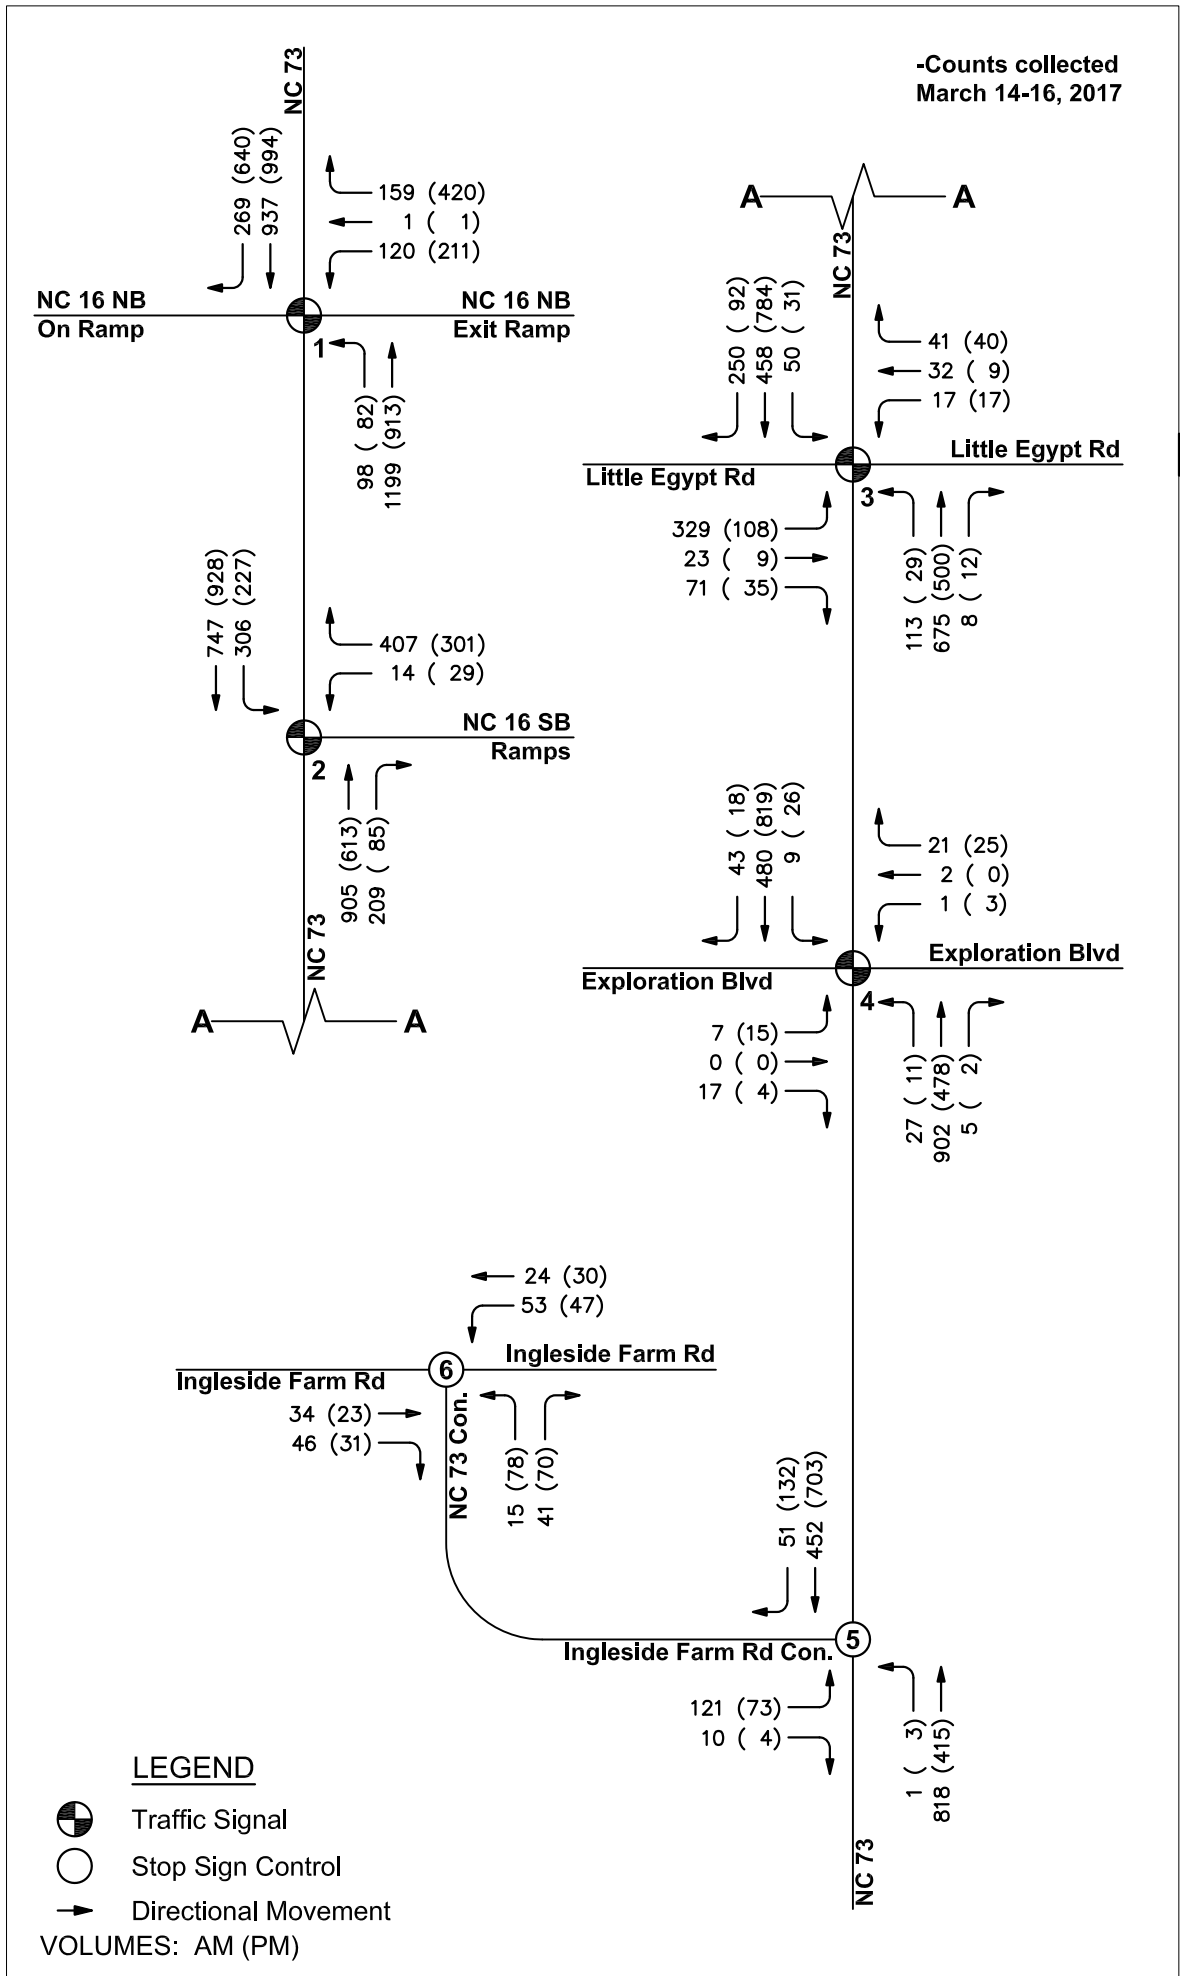 -Counts collected
March 14-16, 2017
NC 73
269 (640)
937 (994)
159 (420)
1 (  1)
120 (211)
NC 16 NB
On Ramp
NC 16 NB
Exit Ramp
1
98 ( 82)
1199 (913)
747 (928)
306 (227)
407 (301)
14 ( 29)
NC 16 SB
Ramps
2
905 (613)
209 ( 85)
NC 73
A
A
A
A
NC 73
250 ( 92)
458 (784)
50 ( 31)
41 (40)
32 ( 9)
17 (17)
Little Egypt Rd
Little Egypt Rd
3
329 (108)
23 (  9)
71 ( 35)
113 ( 29)
675 (500)
8 ( 12)
43 ( 18)
480 (819)
9 ( 26)
21 (25)
2 ( 0)
1 ( 3)
Exploration Blvd
Exploration Blvd
4
7 (15)
0 ( 0)
17 ( 4)
27 ( 11)
902 (478)
5 (  2)
24 (30)
53 (47)
Ingleside Farm Rd
6
Ingleside Farm Rd
34 (23)
46 (31)
NC 73 Con.
15 (78)
41 (70)
51 (132)
452 (703)
5
Ingleside Farm Rd Con.
121 (73)
10 ( 4)
1 (  3)
818 (415)
NC 73
LEGEND
Traffic Signal
Stop Sign Control
Directional Movement
VOLUMES: AM (PM)